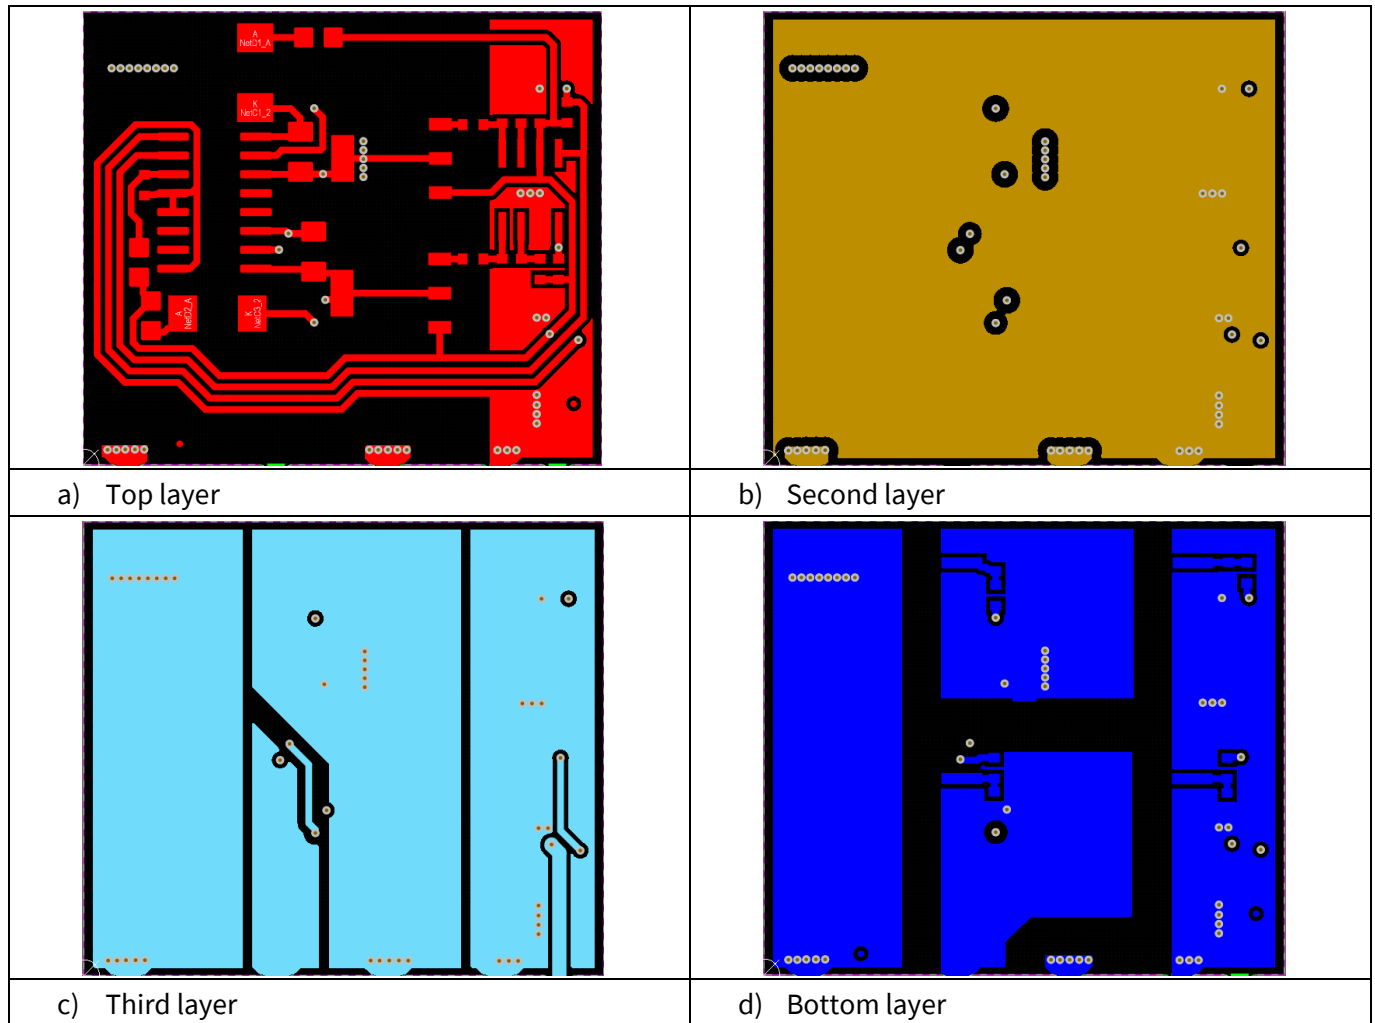 A
NetD1_A
K
NetC1_2
A
NetD2_A
K
NetC3_2
a) Top layer
b) Second layer
c) Third layer
d) Bottom layer